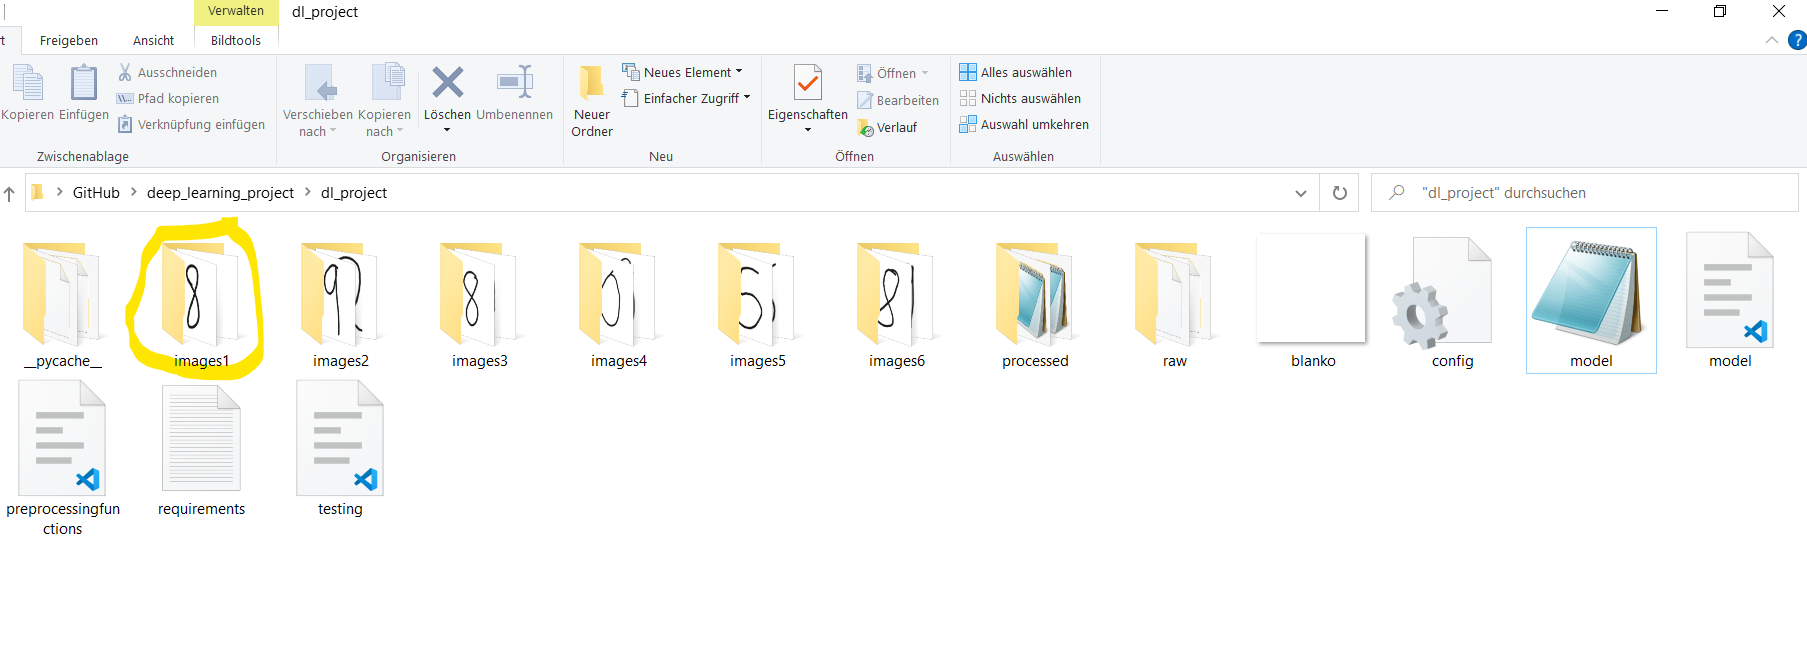 Verwalten dl_project
t Freigeben Ansicht Bildtools
Kopieren Einfügen
Ausschneiden
Pfad kopieren
Verknüpfung einfügen
Zwischenablage
Verschieben nach
Kopieren nach
Löschen
Umbenennen
Organisieren
Neuer Ordner
Neues Element
Einfacher Zugriff
Neu
Eigenschaften
Öffnen
Bearbeiten
Verlauf
Öffnen
Alles auswählen
Nichts auswählen
Auswahl umkehren
Auswählen
GitHub > deep_learning_project > dl_project
"dl_project" durchsuchen
8 9 8 0 5 8
__pycache__ images1 images2 images3 images4 images5 images6 processed raw blanko config model model
preprocessingfun
ctions
requirements testing